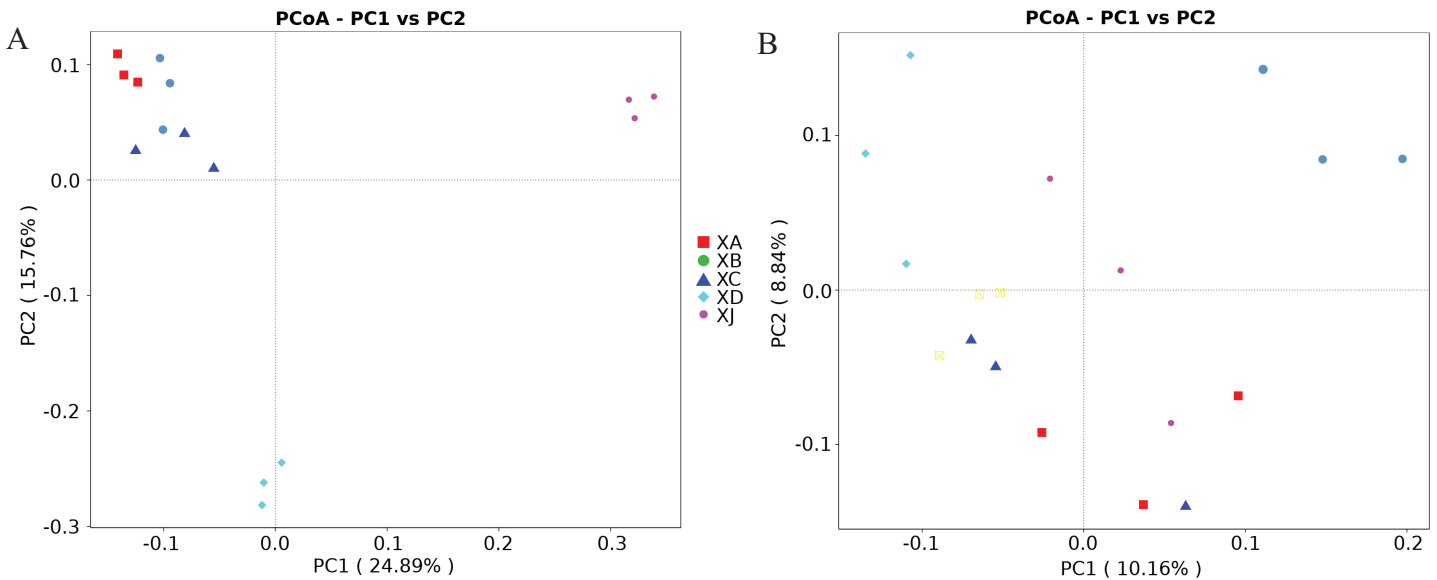 A
PCoA - PC1 vs PC2
0.1
0.0
-0.1
-0.2
-0.3
PC2 ( 15.76% )
-0.1
0.0
0.1
0.2
0.3
PC1 ( 24.89% )
XA
XB
XC
XD
XJ
B
PCoA - PC1 vs PC2
0.1
0.0
-0.1
PC2 ( 8.84% )
-0.1
0.0
0.1
0.2
PC1 ( 10.16% )